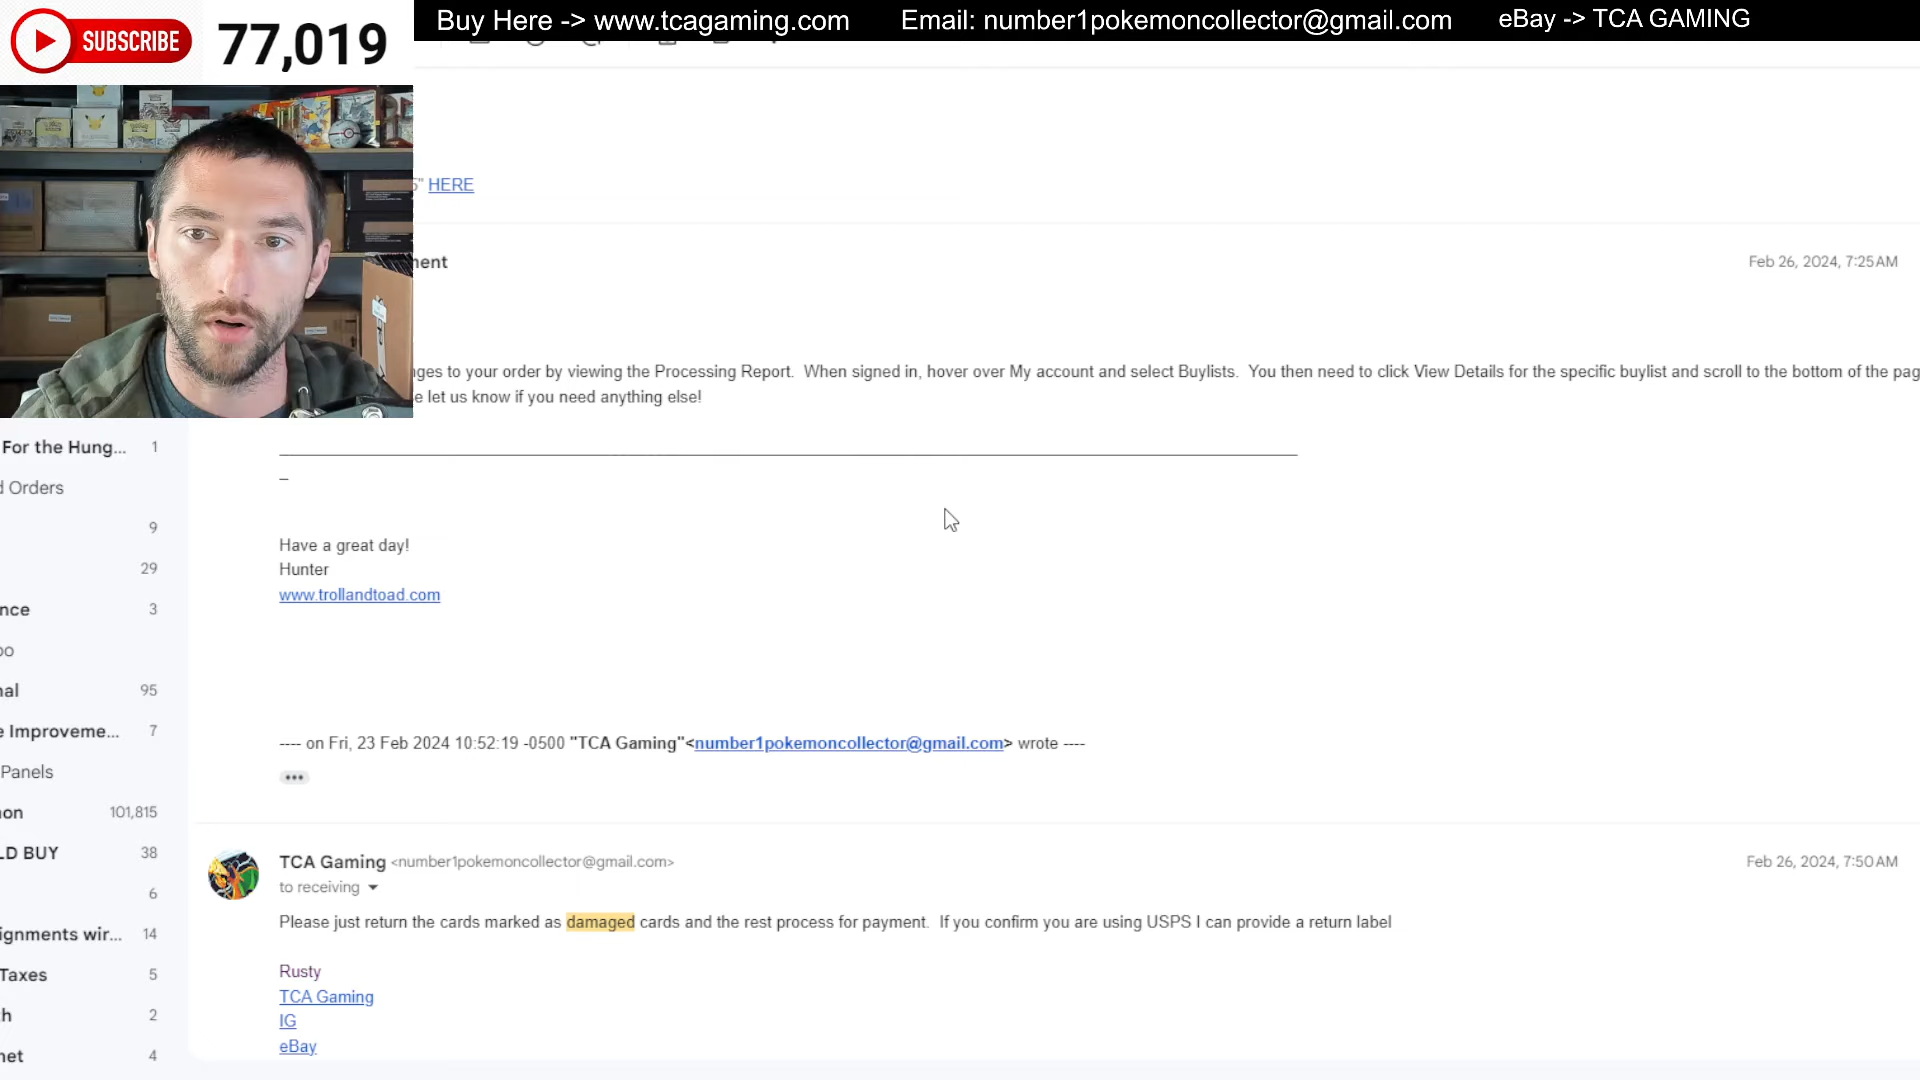 SUBSCRIBE 77,019 Buy Here -> www.tcagaming.com Email: number1pokemoncollector@gmail.com eBay -> TCA GAMING
HERE
Feb 26, 2024, 7:25 AM
to your order by viewing the Processing Report. When signed in, hover over My account and select Buylists. You then need to click View Details for the specific buylist and scroll to the bottom of the pag
let us know if you need anything else!
For the Hung... 1
Orders
9
Have a great day!
29
Hunter
www.trollandtoad.com
3
95
---- on Fri, 23 Feb 2024 10:52:19 -0500 "TCA Gaming"<number1pokemoncollector@gmail.com> wrote ----
Improveme... 7
Panels
•••
101,815
BUY 38
TCA Gaming <number1pokemoncollector@gmail.com> Feb 26, 2024, 7:50 AM
to receiving
6
Please just return the cards marked as damaged cards and the rest process for payment. If you confirm you are using USPS I can provide a return label
wir... 14
Rusty
Taxes 5
TCA Gaming
2
IG
eBay
4